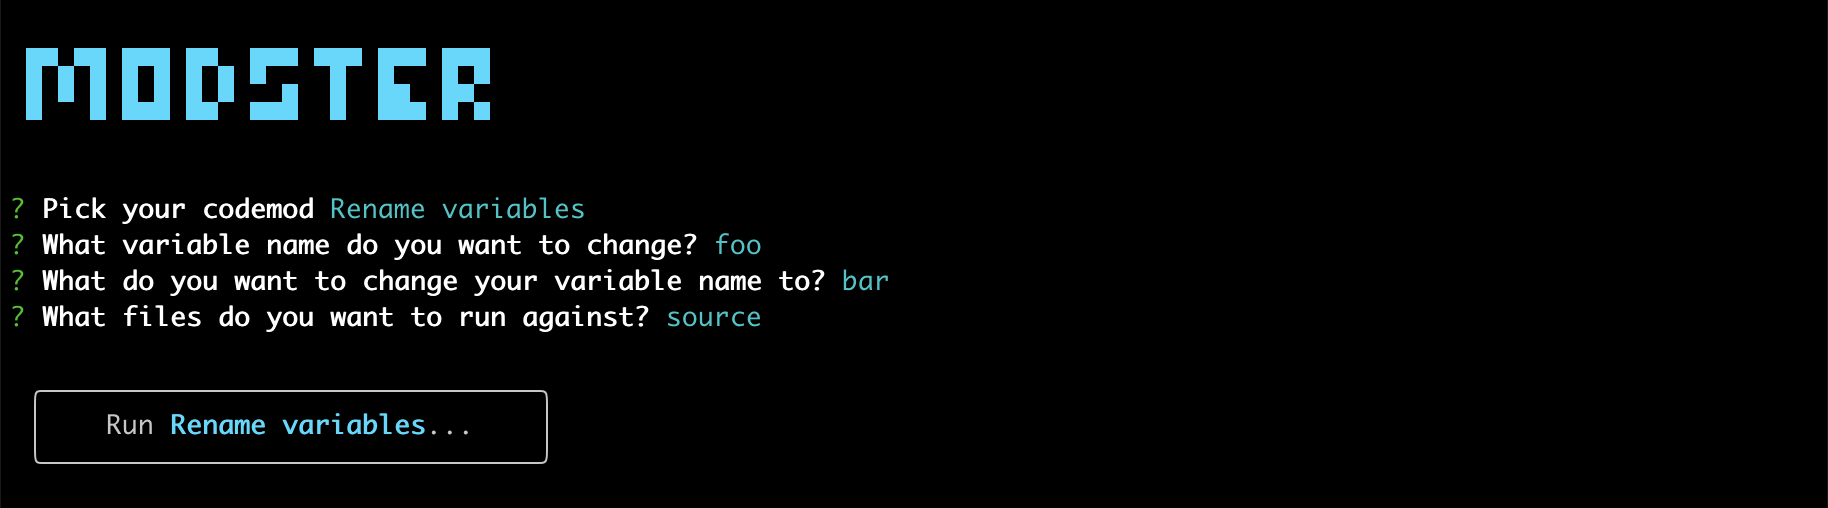 MODSTER
? Pick your codemod Rename variables
? What variable name do you want to change? foo
? What do you want to change your variable name to? bar
? What files do you want to run against? source
Run Rename variables...